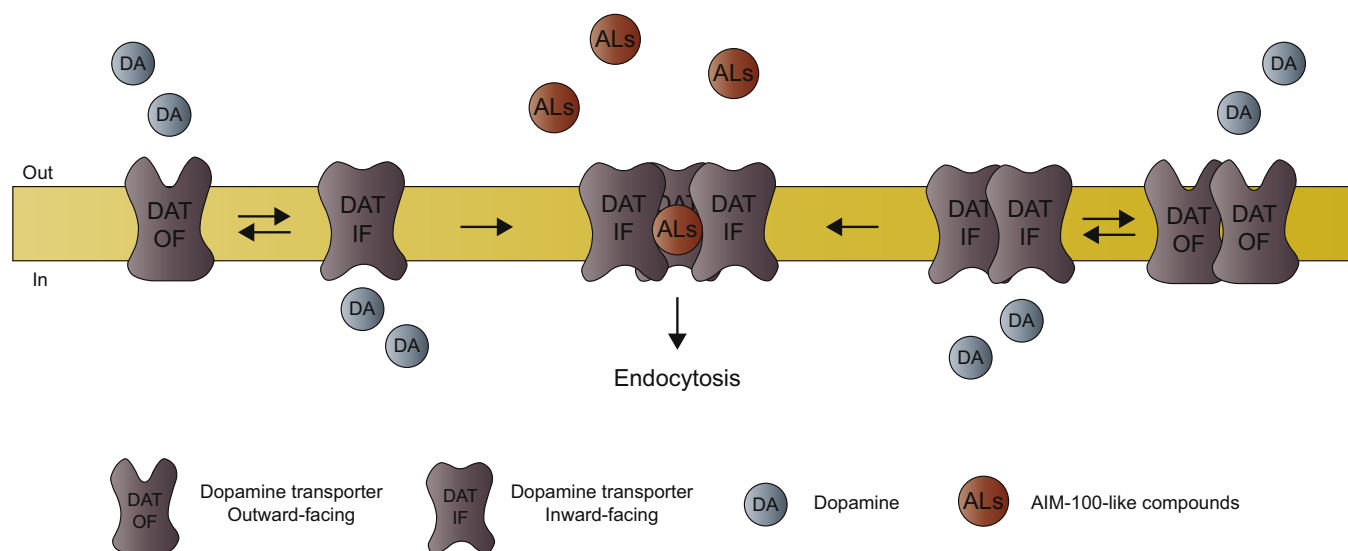 ALs
DA
DA
ALs
ALs
DA
DA
Out
DAT
OF
DAT
IF
DAT
IF
DAT
ALs
DAT
IF
DAT
IF
DAT
IF
DAT
OF
DAT
OF
In
DA
DA
DA
DA
Endocytosis
DAT
OF
Dopamine transporter
Outward-facing
DAT
IF
Dopamine transporter
Inward-facing
DA
Dopamine
ALs
AIM-100-like compounds